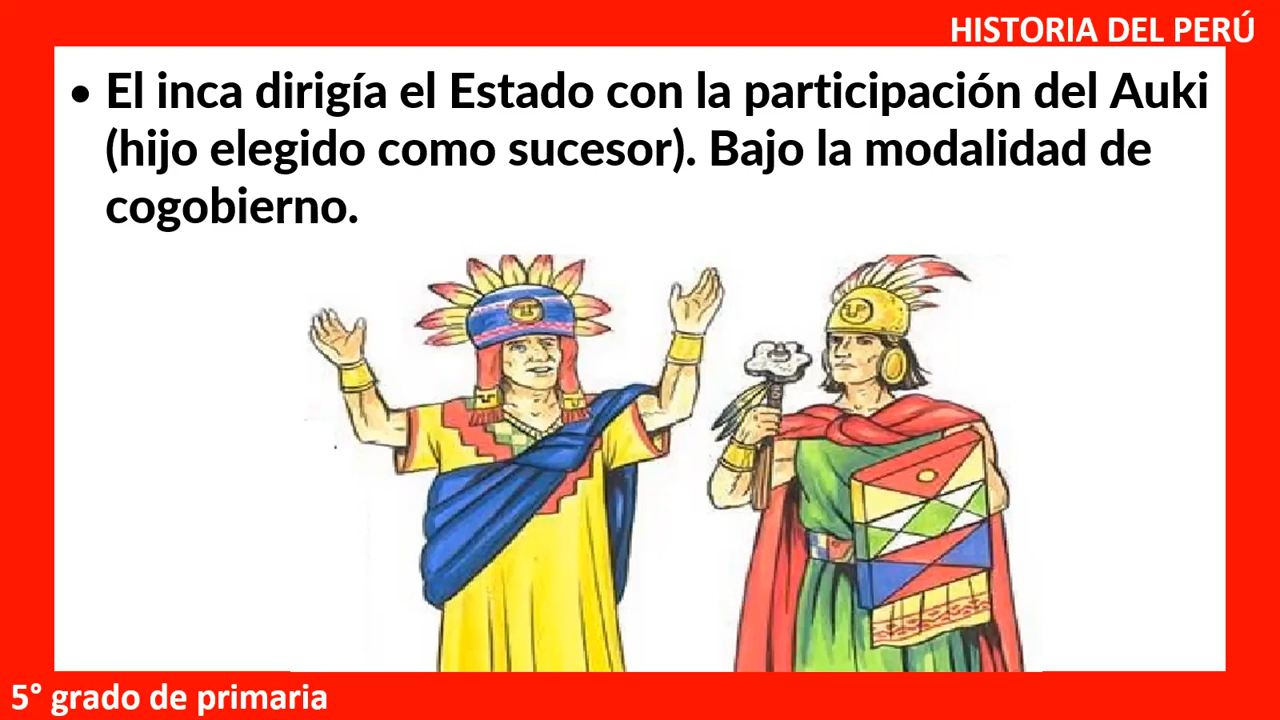 HISTORIA DEL PERÚ
• El inca dirigía el Estado con la participación del Auki
(hijo elegido como sucesor). Bajo la modalidad de
cogobierno.
5° grado de primaria